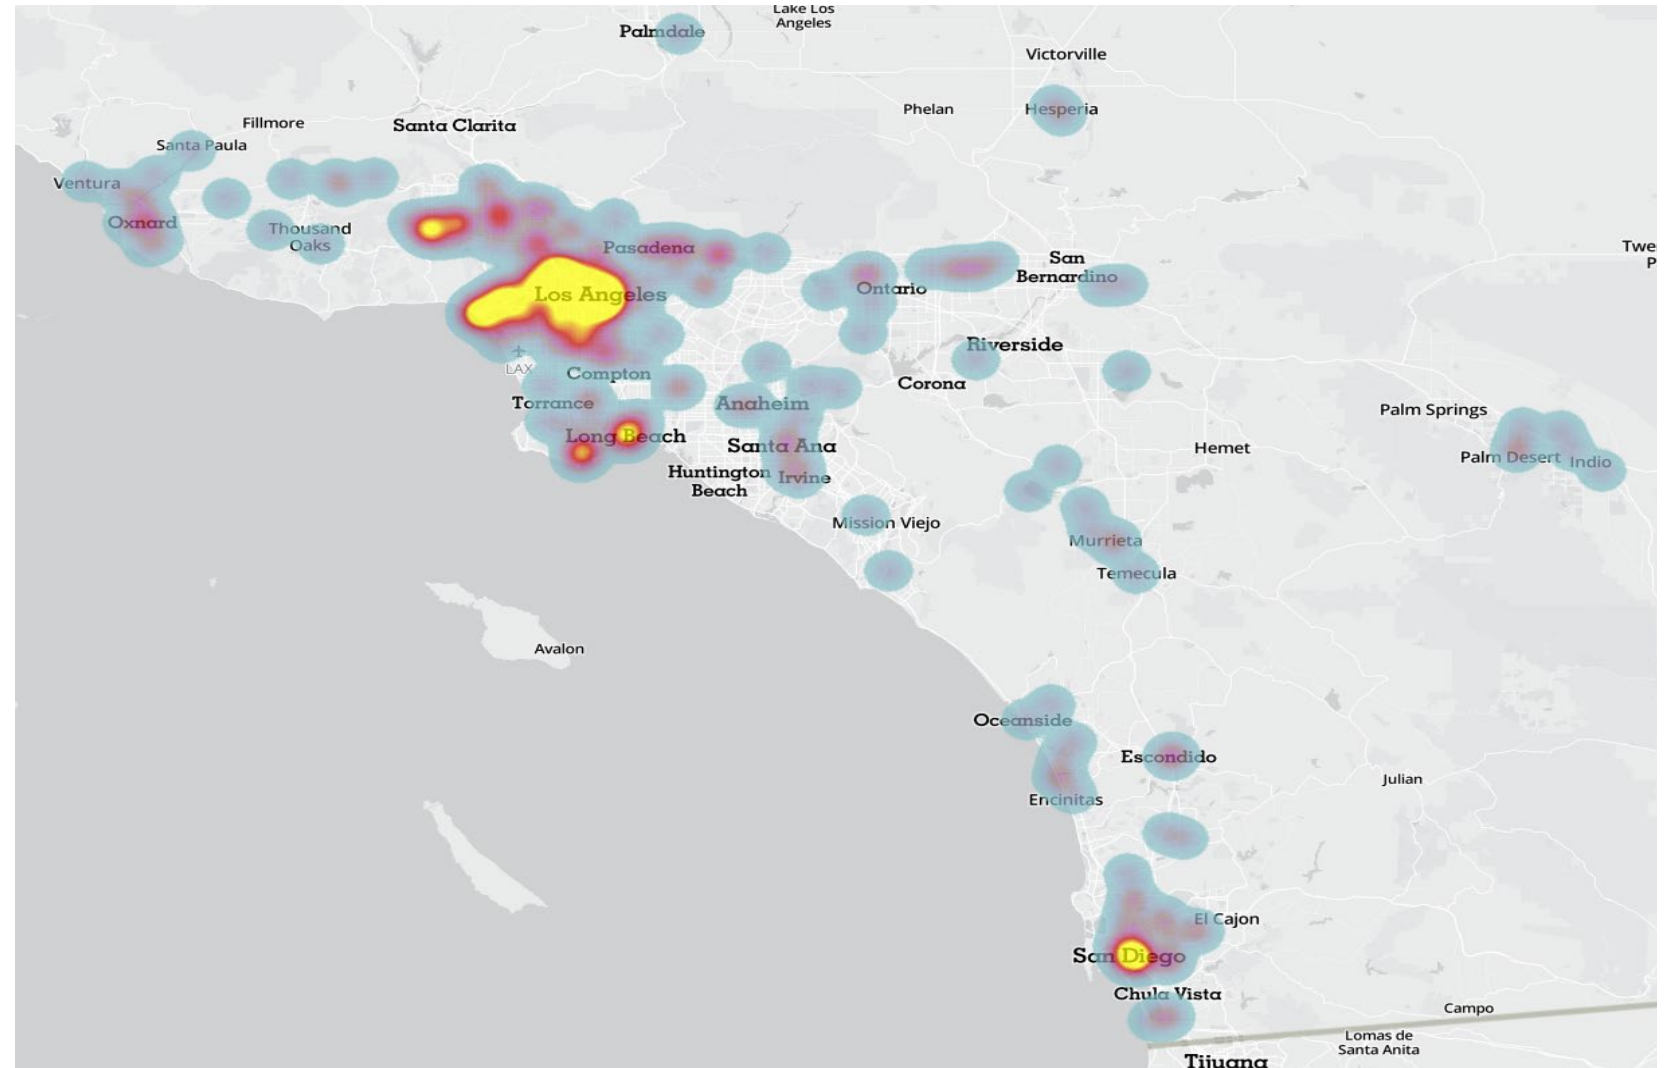 Lake Los
Angeles
Palmdale
Victorville
Phelan
Hesperia
Fillmore
Santa Clarita
Santa Paula
Ventura
Oxnard
Thousand
Oaks
Pasadena
Twe
P
San
Bernardino
Ontario
Los Angeles
Riverside
LAX
Compton
Corona
Torrance
Anaheim
Palm Springs
Long Beach
Santa Ana
Hemet
Palm Desert
Indio
Huntington
Beach
Irvine
Mission Viejo
Murrieta
Temecula
Avalon
Oceanside
Escondido
Julian
Encinitas
El Cajon
San Diego
Chula Vista
Campo
Lomas de
Santa Anita
Tijuana